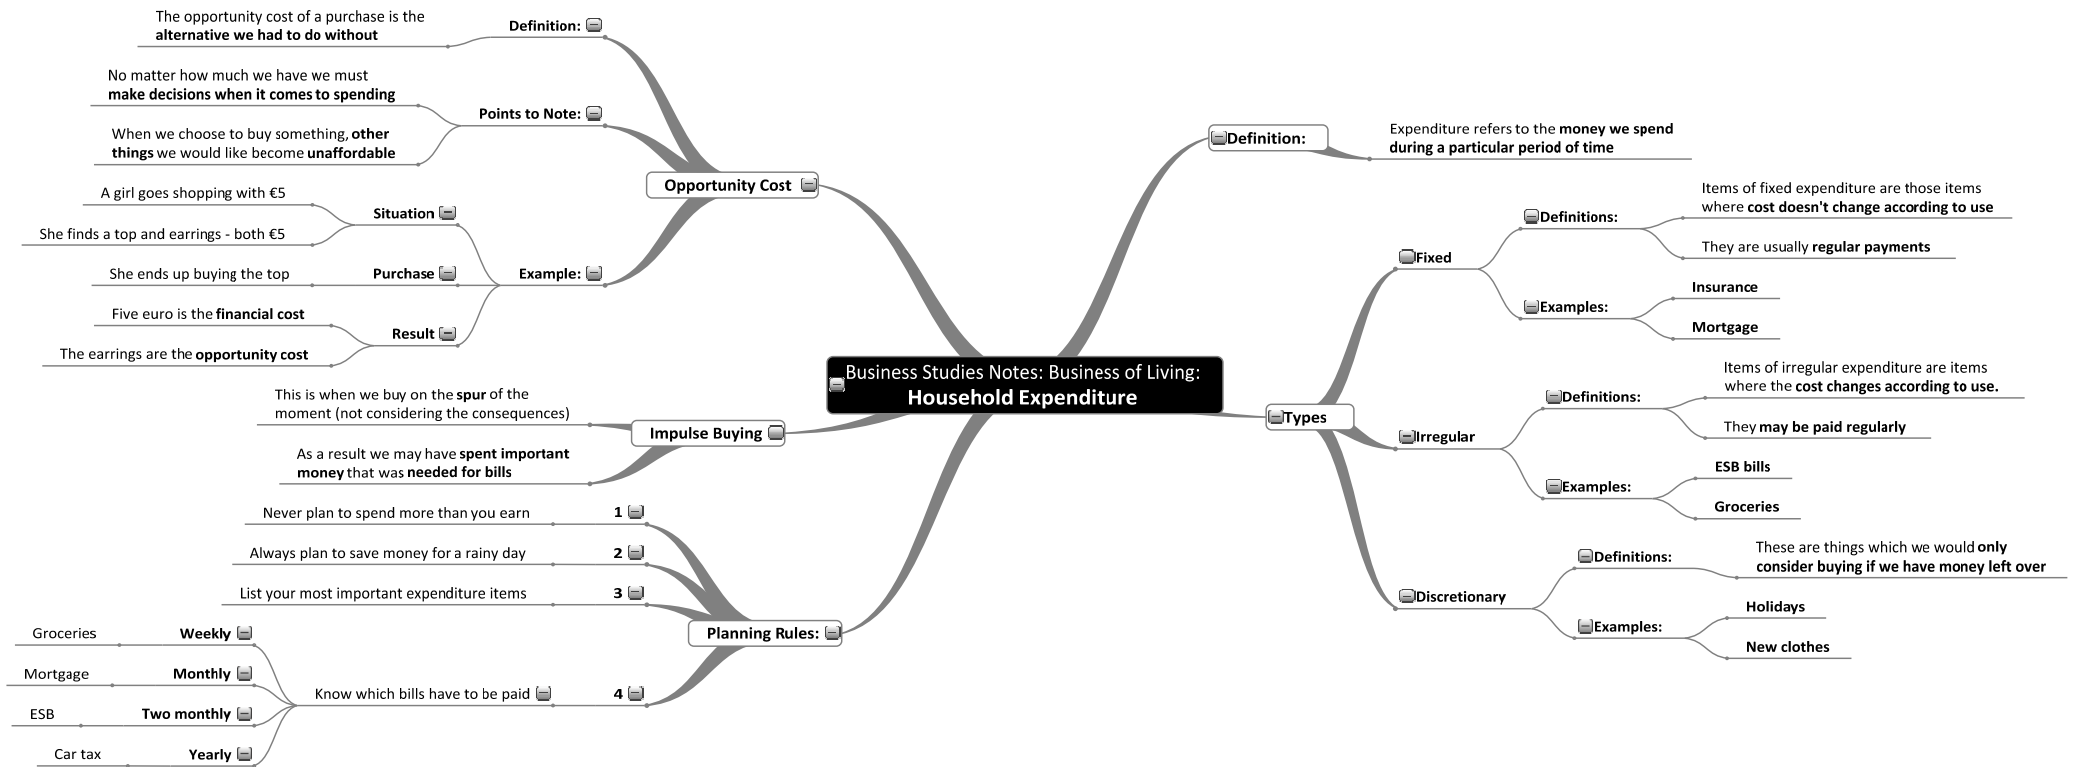 Business Studies Notes: Business of Living:
Household Expenditure
Definition:
Expenditure refers to the money we spend
during a particular period of time
Types
Fixed
Definitions:
Items of fixed expenditure are those items
where cost doesn't change according to use
They are usually regular payments
Examples:
Insurance
Mortgage
Irregular
Definitions:
Items of irregular expenditure are items
where the cost changes according to use.
They may be paid regularly
Examples:
ESB bills
Groceries
Discretionary
Definitions:
These are things which we would only
consider buying if we have money left over
Examples:
Holidays
New clothes
Opportunity Cost
Definition:
The opportunity cost of a purchase is the
alternative we had to do without
Points to Note:
No matter how much we have we must
make decisions when it comes to spending
When we choose to buy something, other
things we would like become unaffordable
Example:
Situation
A girl goes shopping with €5
She finds a top and earrings - both €5
Purchase
She ends up buying the top
Result
Five euro is the financial cost
The earrings are the opportunity cost
Impulse Buying
This is when we buy on the spur of the
moment (not considering the consequences)
As a result we may have spent important
money that was needed for bills
Planning Rules:
1
Never plan to spend more than you earn
2
Always plan to save money for a rainy day
3
List your most important expenditure items
4
Know which bills have to be paid
Weekly
Groceries
Monthly
Mortgage
Two monthly
ESB
Yearly
Car tax